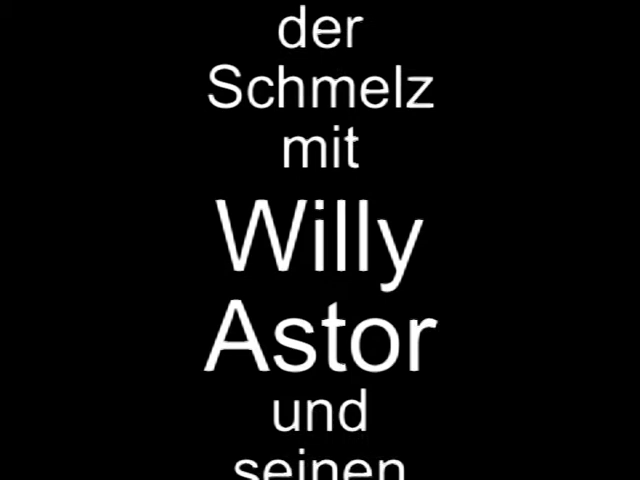 der
Schmelz
mit
Willy
Astor
und
seinen